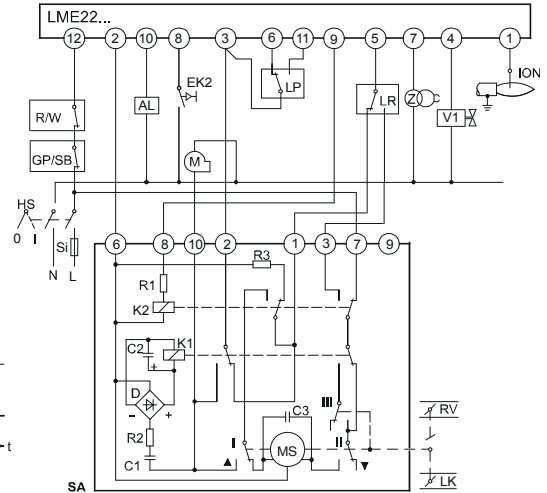 LME22...
12 2 10 8 3 6 11 9 5 7 4 1
ION
EK2
AL
LP
LR
Z
V1
R/W
GP/SB
M
HS
0 I
Si
N L
6 8 10 2 1 3 7 9
R3
R1
K2
K1
C2
+
D
- +
R2
C1
C3
III
I
II
MS
RV
LK
SA
t